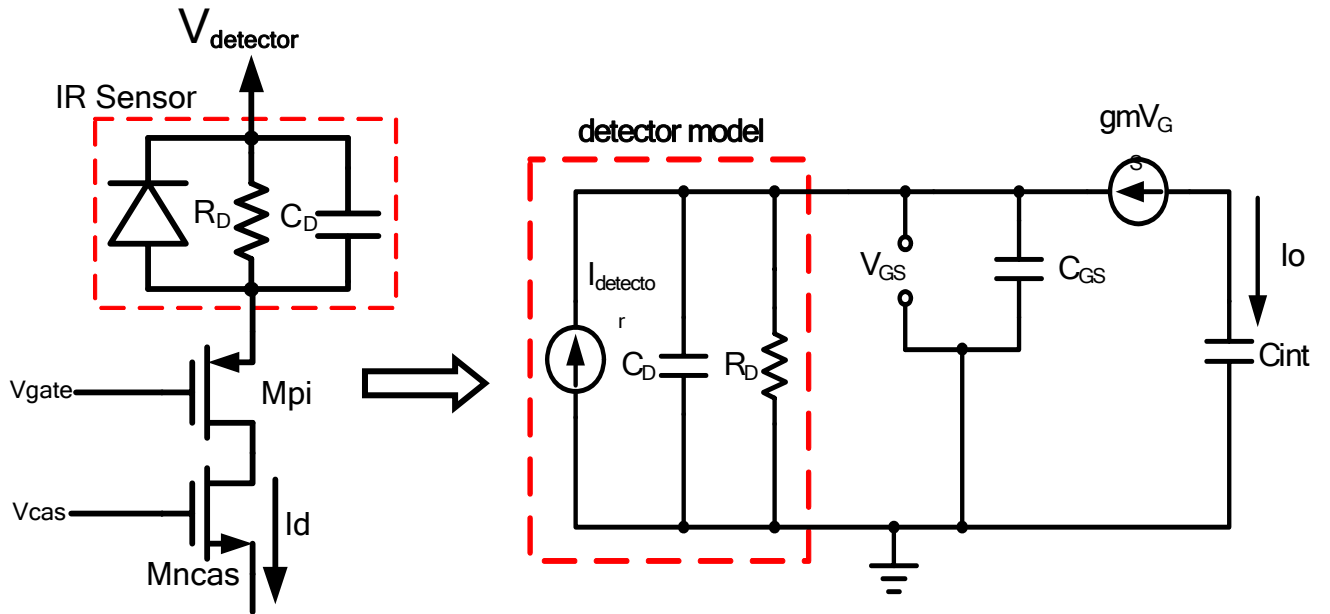 Vdetector
IR Sensor
RD
CD
Vgate
Mpi
Vcas
Id
Mncas
detector model
Idetecto
r
CD
RD
VGS
CGS
gmVG
S
Io
Cint